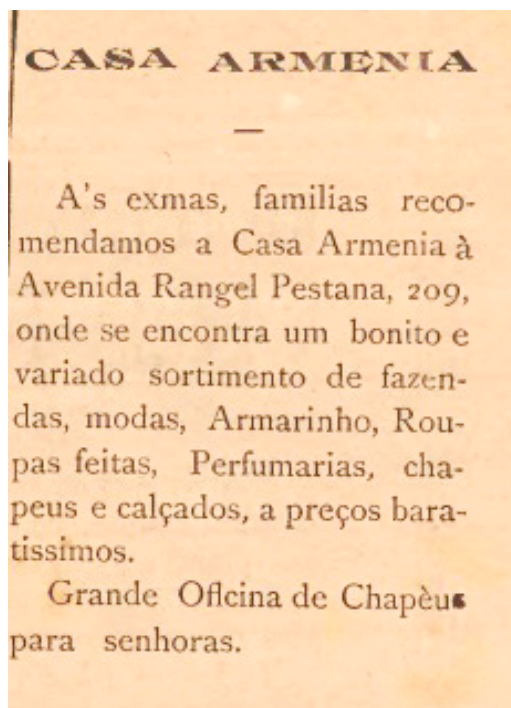 CASA ARMENIA
—
A's exmas, familias reco-
mendamos a Casa Armenia à
Avenida Rangel Pestana, 209,
onde se encontra um bonito e
variado sortimento de fazen-
das, modas, Armarinho, Rou-
pas feitas, Perfumarias, cha-
peus e calçados, a preços bara-
tissimos.
Grande Oficina de Chapèus
para senhoras.